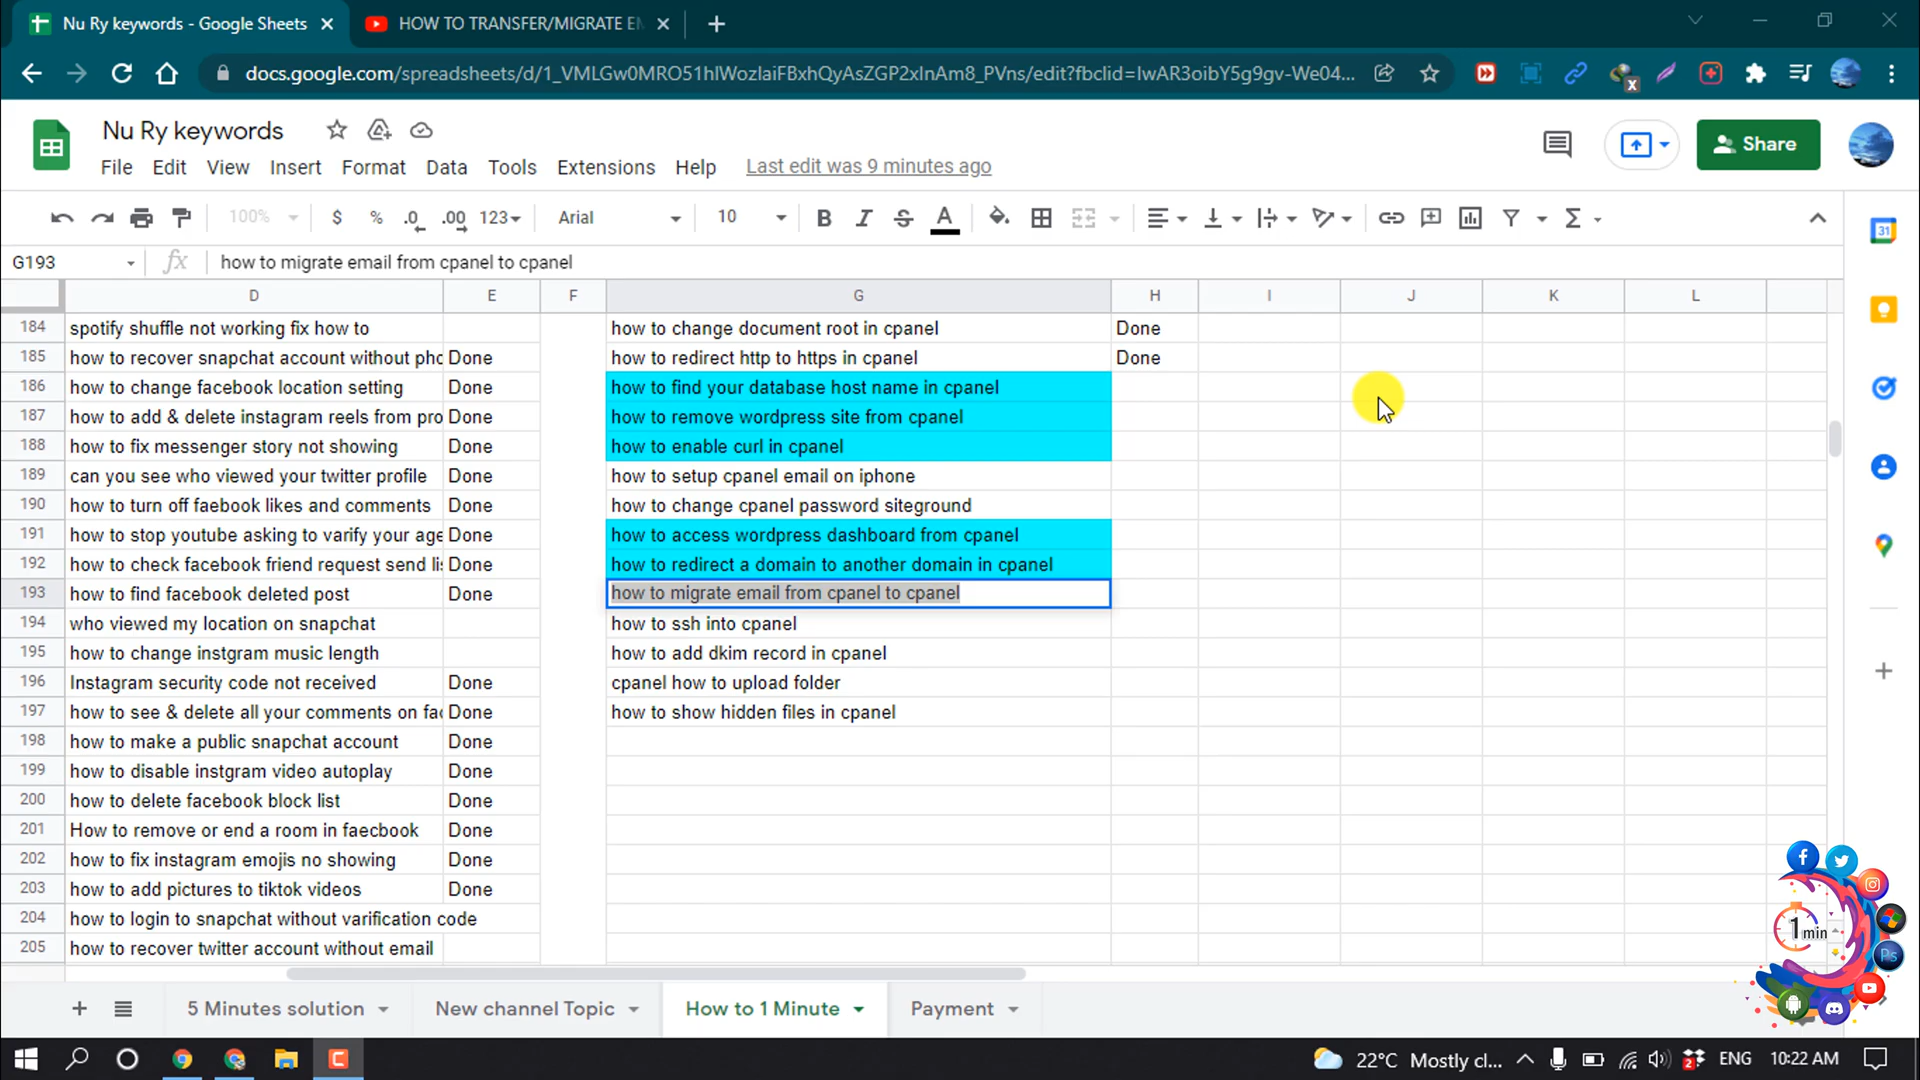 Nu Ry keywords - Google Sheets
HOW TO TRANSFER/MIGRATE EM
docs.google.com/spreadsheets/d/1_VMLGw0MRO51hlWozlaiFBxhQyAsZGP2xlnAm8_PVns/edit?fbclid=IwAR3oibY5g9gv-We04...
Nu Ry keywords
Share
File Edit View Insert Format Data Tools Extensions Help Last edit was 9 minutes ago
100% $ % .0 .00 123 Arial 10 B I S A
31
G193 fx how to migrate email from cpanel to cpanel
D E F G H I J K L
184 spotify shuffle not working fix how to how to change document root in cpanel Done
185 how to recover snapchat account without pho Done how to redirect http to https in cpanel Done
186 how to change facebook location setting Done how to find your database host name in cpanel
187 how to add & delete instagram reels from pro Done how to remove wordpress site from cpanel
188 how to fix messenger story not showing Done how to enable curl in cpanel
189 can you see who viewed your twitter profile Done how to setup cpanel email on iphone
190 how to turn off faebook likes and comments Done how to change cpanel password siteground
191 how to stop youtube asking to varify your age Done how to access wordpress dashboard from cpanel
192 how to check facebook friend request send lis Done how to redirect a domain to another domain in cpanel
193 how to find facebook deleted post Done how to migrate email from cpanel to cpanel
194 who viewed my location on snapchat how to ssh into cpanel
195 how to change instgram music length how to add dkim record in cpanel
196 Instagram security code not received Done cpanel how to upload folder
197 how to see & delete all your comments on fac Done how to show hidden files in cpanel
198 how to make a public snapchat account Done
199 how to disable instgram video autoplay Done
200 how to delete facebook block list Done
201 How to remove or end a room in faecbook Done
202 how to fix instagram emojis no showing Done
203 how to add pictures to tiktok videos Done
204 how to login to snapchat without varification code
205 how to recover twitter account without email
1 min
Ps
5 Minutes solution New channel Topic How to 1 Minute Payment
22°C Mostly cl... 2 ENG 10:22 AM